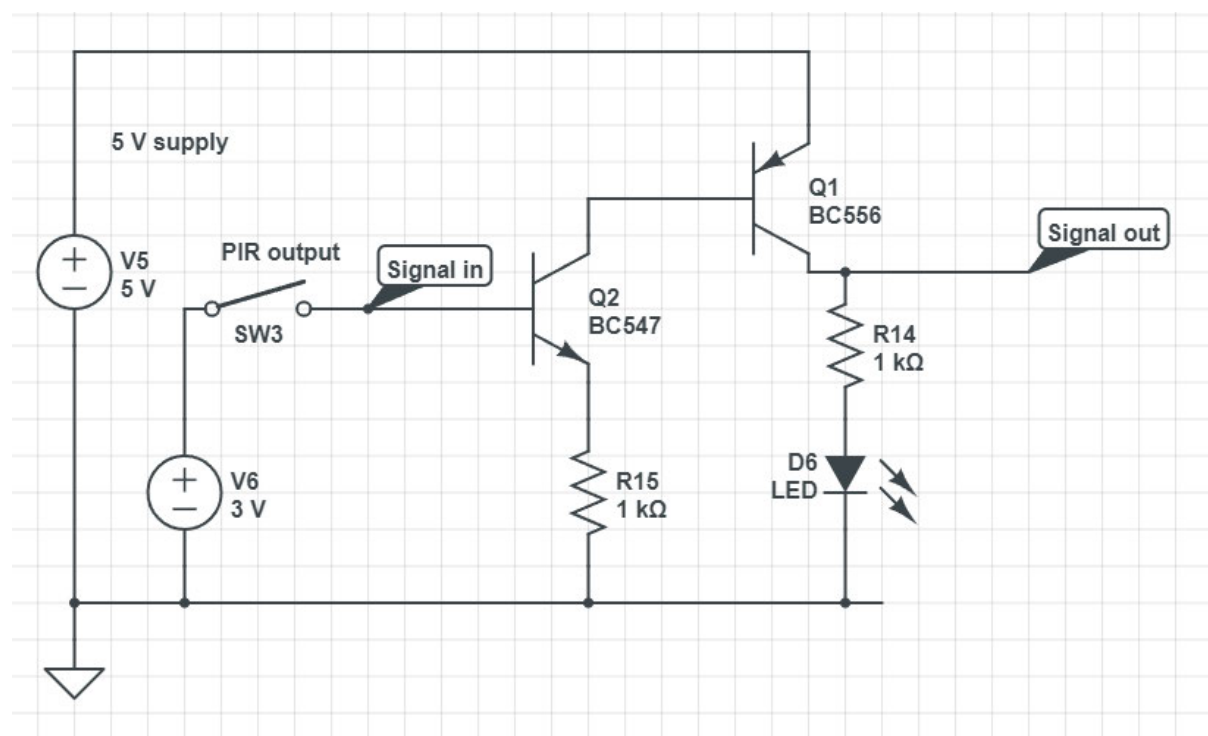 5 V supply
Q1
BC556
Signal out
PIR output
V5
5 V
Signal in
SW3
Q2
BC547
R14
1 kΩ
D6
LED
V6
3 V
R15
1 kΩ